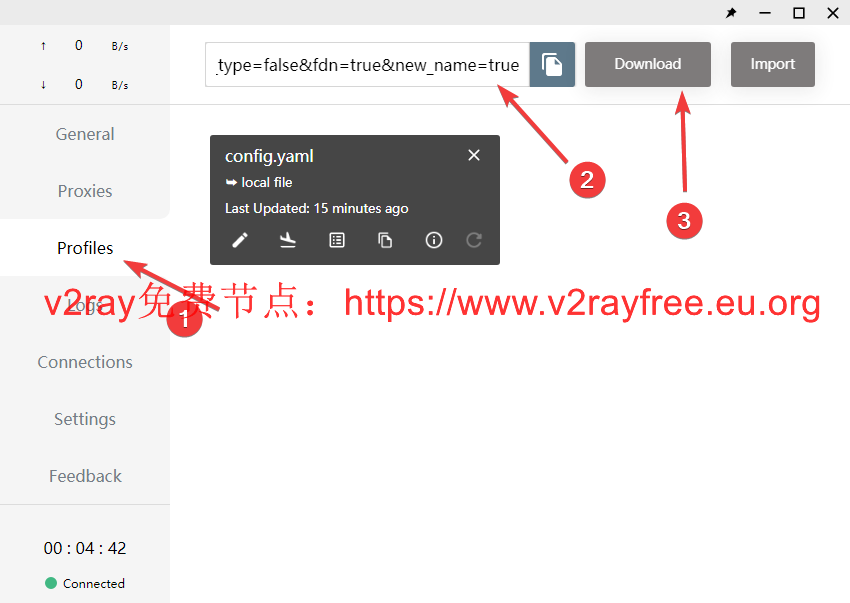 ↑ 0 B/s
↓ 0 B/s
_type=false&fdn=true&new_name=true
Download
Import
General
Proxies
Profiles
Logs
Connections
Settings
Feedback
config.yaml
local file
Last Updated: 15 minutes ago
1
2
3
v2ray免费节点：https://www.v2rayfree.eu.org
00 : 04 : 42
Connected